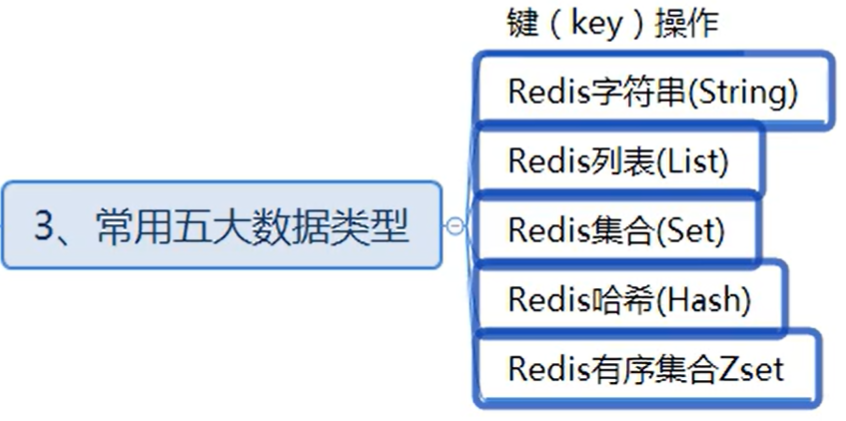 键（key）操作
Redis字符串(String)
Redis列表(List)
3、常用五大数据类型
Redis集合(Set)
Redis哈希(Hash)
Redis有序集合Zset